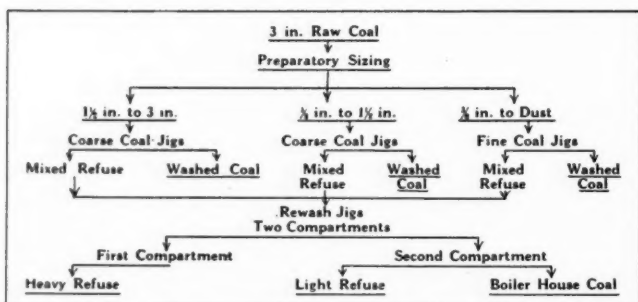 3 in. Raw Coal
Preparatory Sizing
1½ in. to 3 in. ⅜ in. to 1½ in. ⅜ in. to Dust
Coarse Coal Jigs Coarse Coal Jigs Fine Coal Jigs
Mixed Refuse Washed Coal Mixed Refuse Washed Coal Mixed Refuse Washed Coal
Rewash Jigs
Two Compartments
First Compartment Second Compartment
Heavy Refuse Light Refuse Boiler House Coal